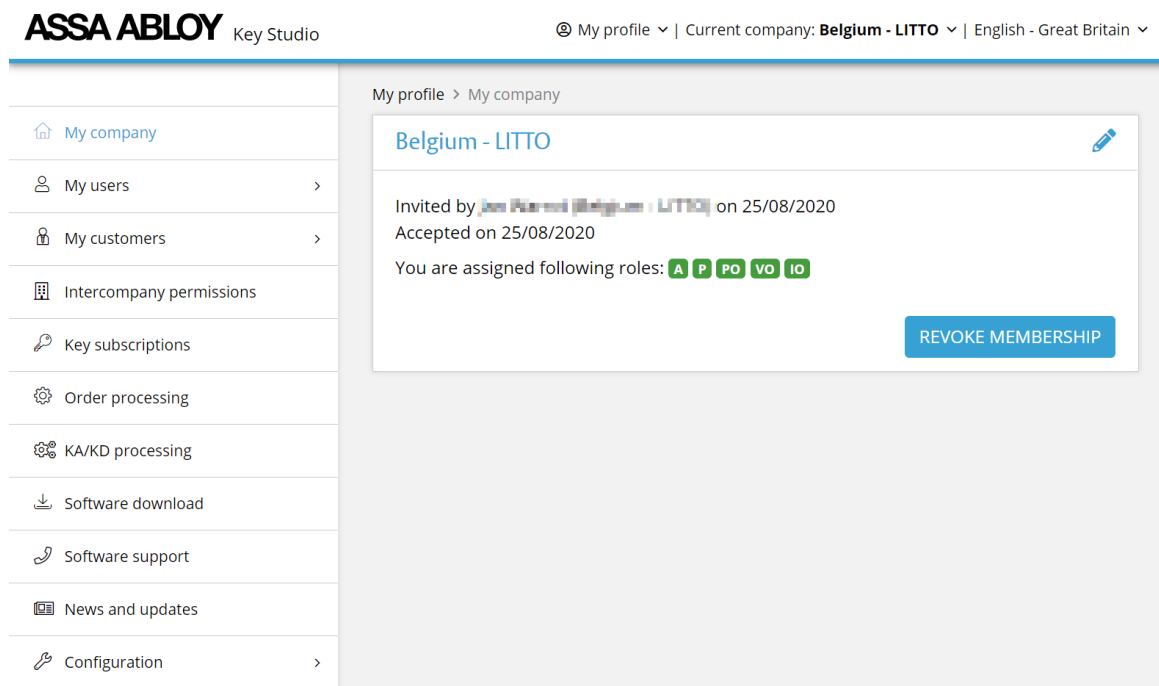 ASSA ABLOY Key Studio
My profile | Current company: Belgium - LITTO | English - Great Britain
My company
My users
My customers
Intercompany permissions
Key subscriptions
Order processing
KA/KD processing
Software download
Software support
News and updates
Configuration
My profile > My company
Belgium - LITTO
Invited by on 25/08/2020
Accepted on 25/08/2020
You are assigned following roles: A P PO VO IO
REVOKE MEMBERSHIP